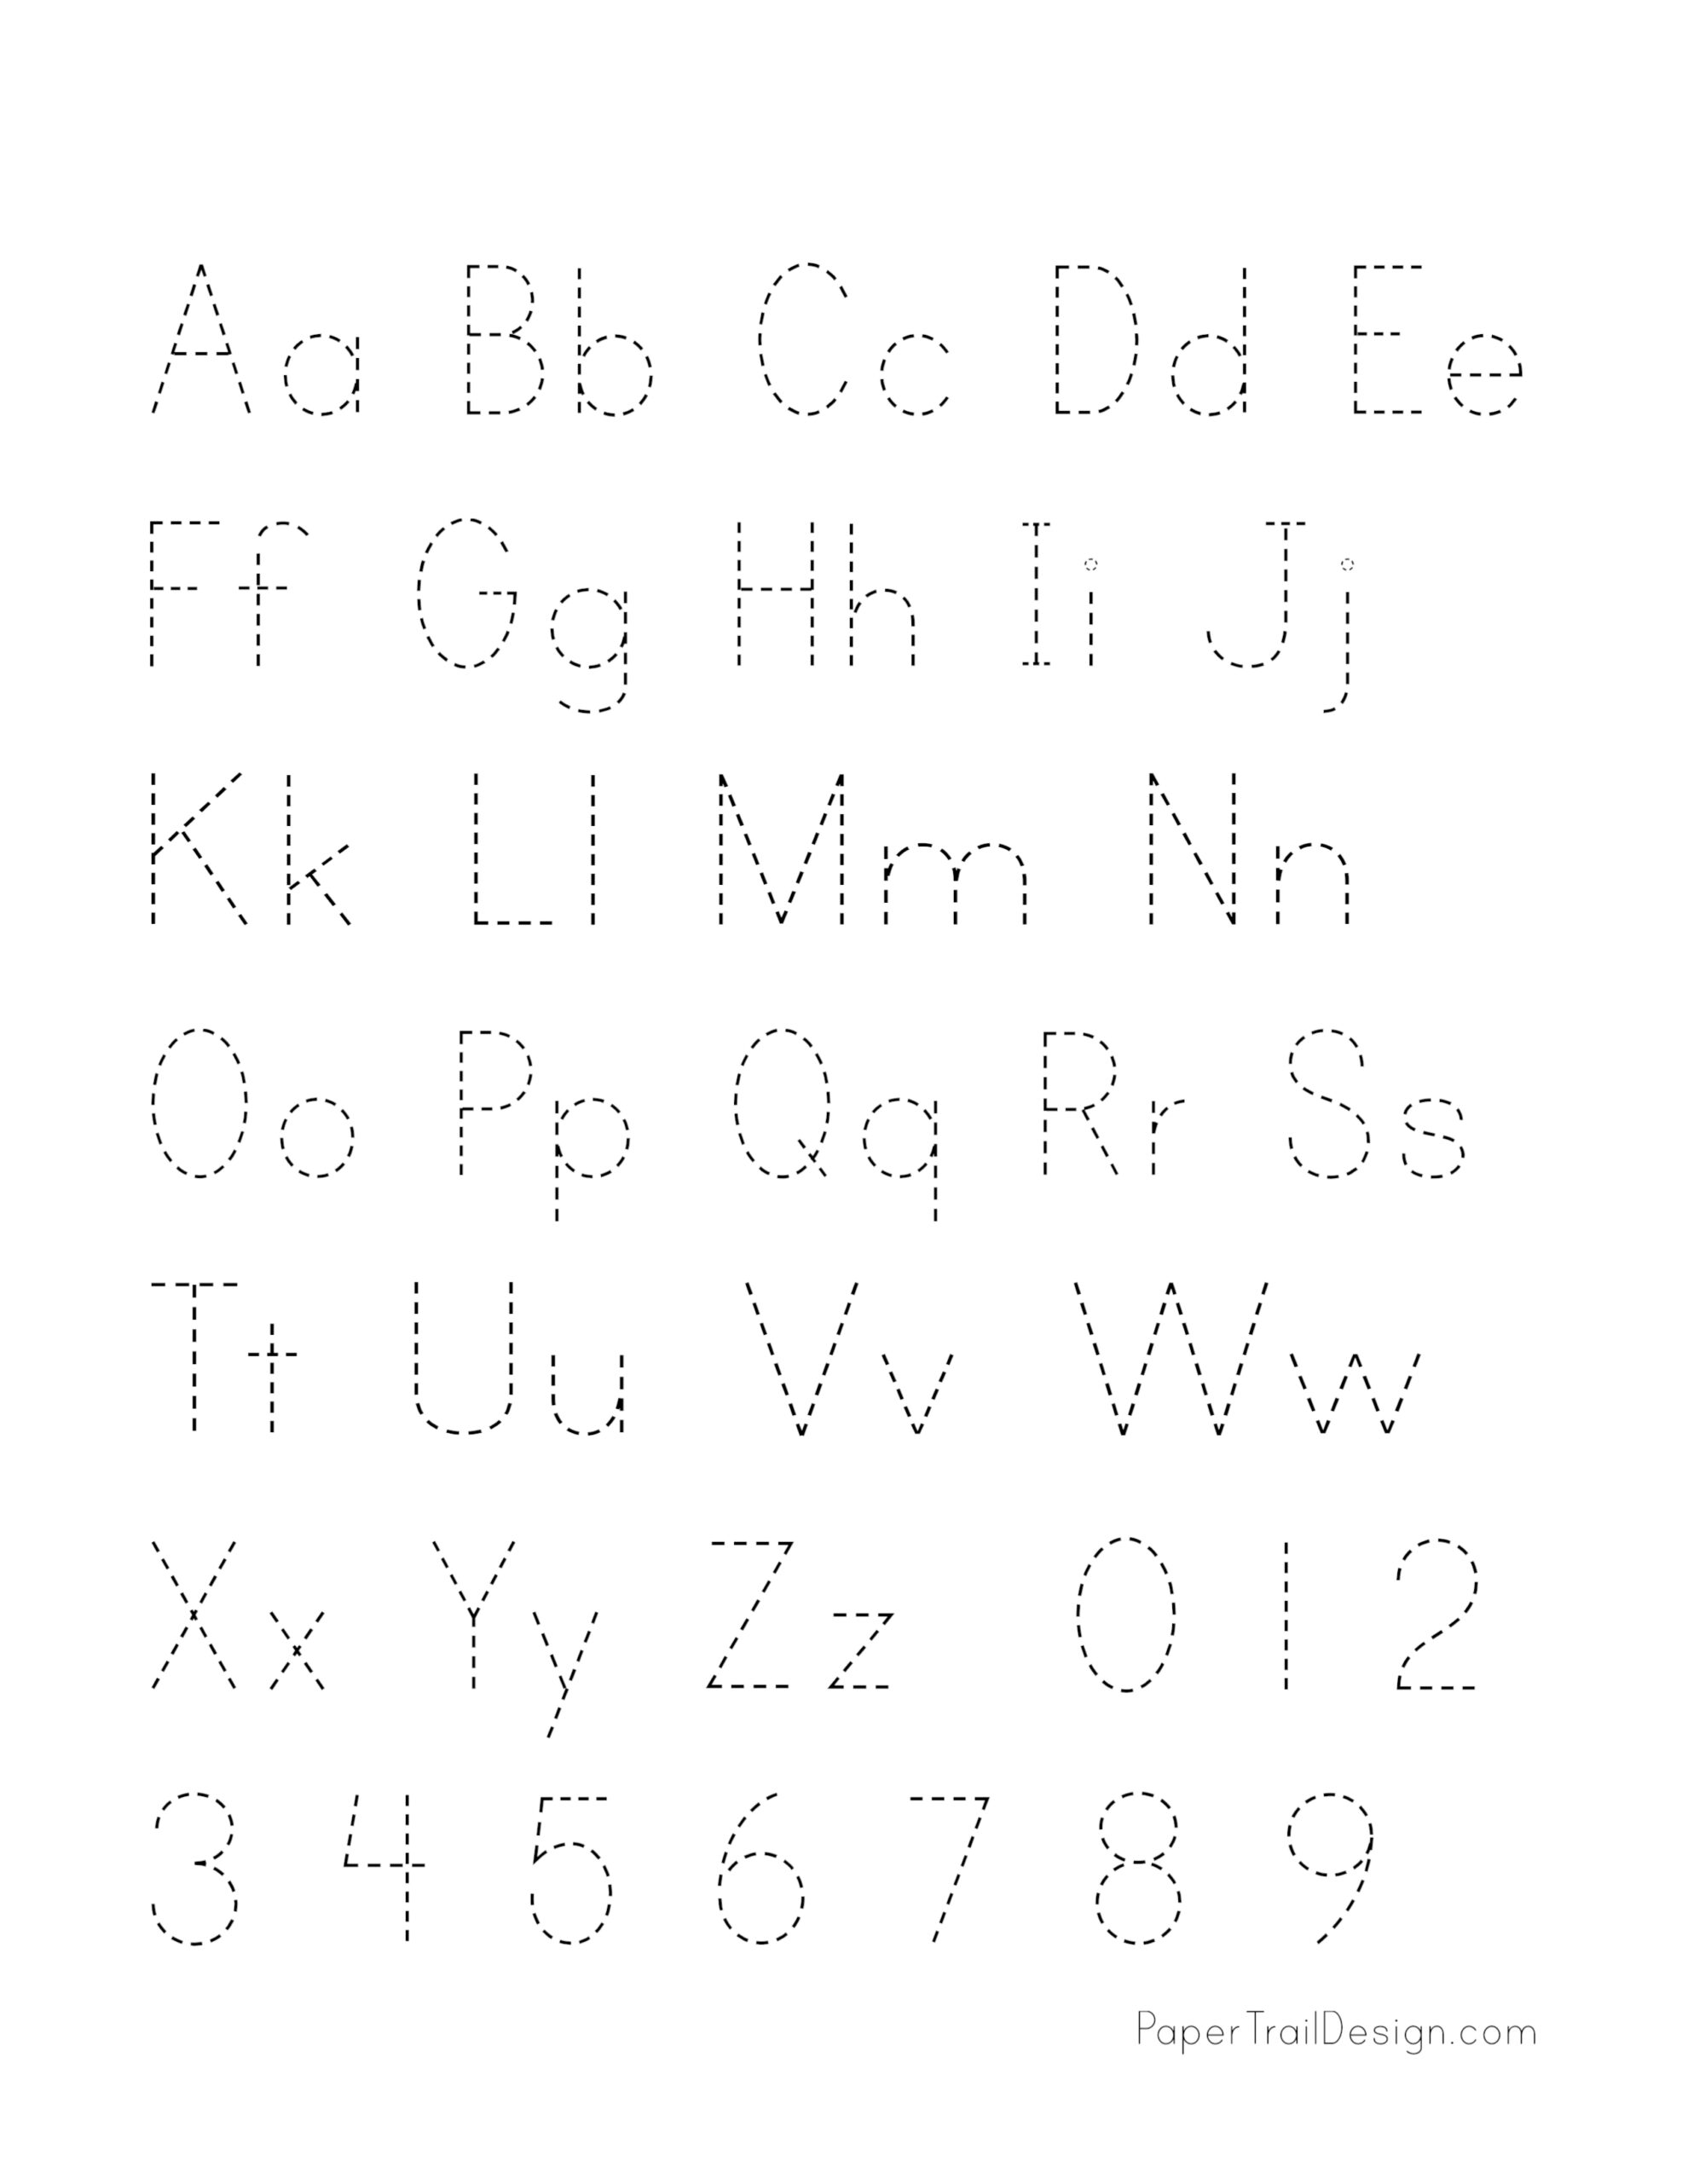 Aa Bb Cc Dd Ee
Ff Gg Hh Ii Jj
Kk Ll Mm Nn
Oo Pp Qq Rr Ss
Tt Uu Vv Ww
Xx Yy Zz 0 1 2
3 4 5 6 7 8 9
PaperTrailDesign.com